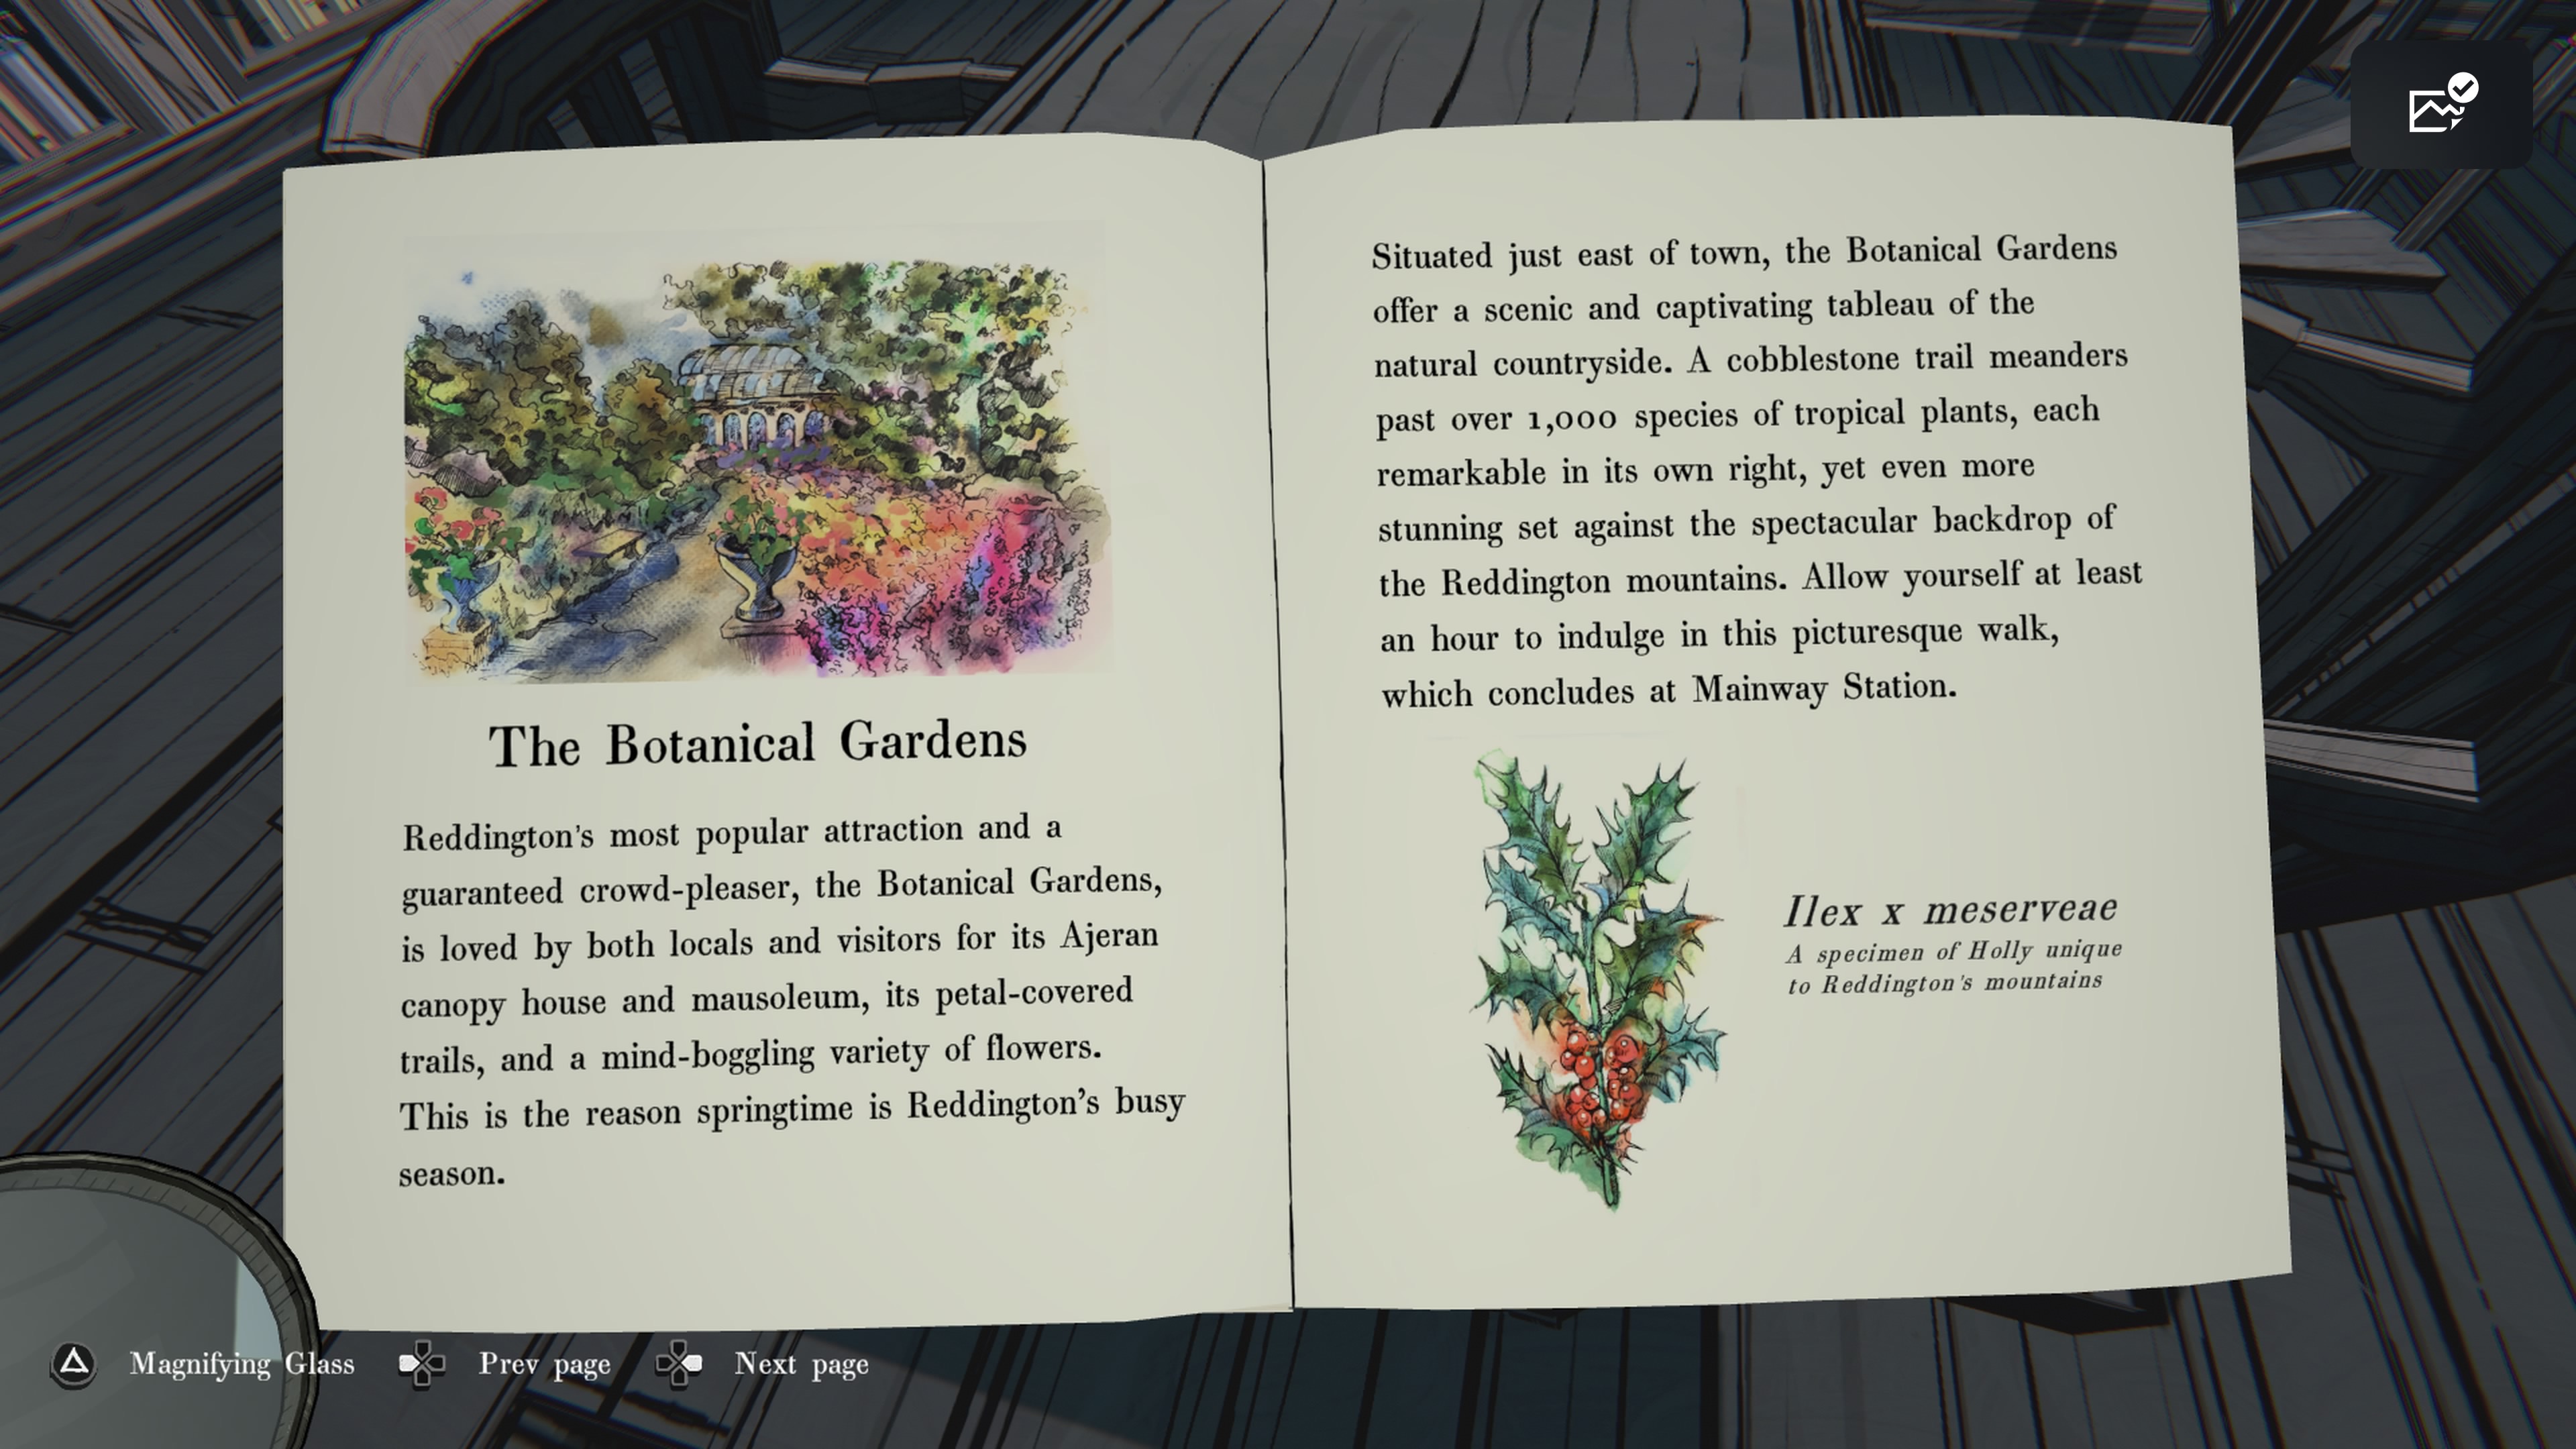 The Botanical Gardens
Reddington's most popular attraction and a
guaranteed crowd-pleaser, the Botanical Gardens,
is loved by both locals and visitors for its Ajeran
canopy house and mausoleum, its petal-covered
trails, and a mind-boggling variety of flowers.
This is the reason springtime is Reddington's busy
season.
Situated just east of town, the Botanical Gardens
offer a scenic and captivating tableau of the
natural countryside. A cobblestone trail meanders
past over 1,000 species of tropical plants, each
remarkable in its own right, yet even more
stunning set against the spectacular backdrop of
the Reddington mountains. Allow yourself at least
an hour to indulge in this picturesque walk,
which concludes at Mainway Station.
Ilex x meserveae
A specimen of Holly unique
to Reddington's mountains
Magnifying Glass Prev page Next page